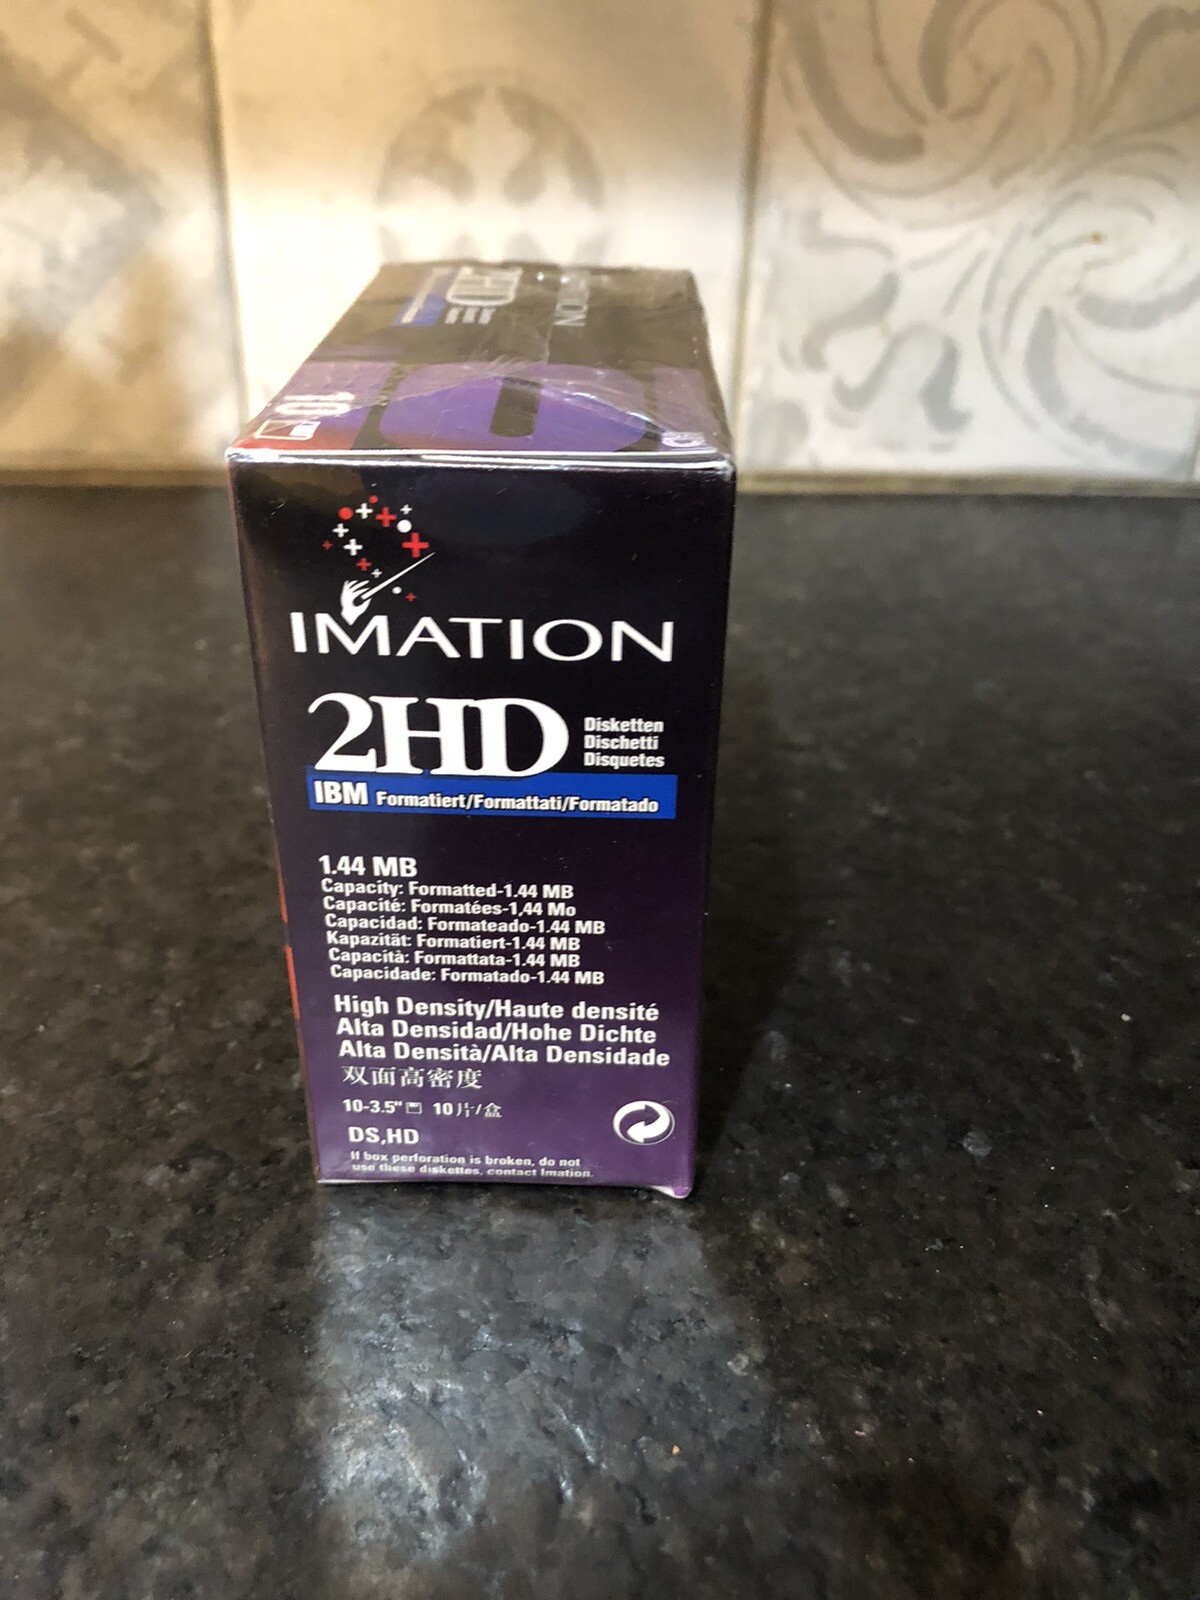 2HD
IMATION
10
IMATION
2HD
Disketten
Dischetti
Disquetes
IBM Formatiert/Formattati/Formatado
1.44 MB
Capacity: Formatted-1.44 MB
Capacité: Formatées-1,44 Mo
Capacidad: Formateado-1.44 MB
Kapazität: Formatiert-1.44 MB
Capacità: Formattata-1.44 MB
Capacidade: Formatado-1.44 MB
High Density/Haute densité
Alta Densidad/Hohe Dichte
Alta Densità/Alta Densidade
双面高密度
10-3.5" 10片/盒
DS,HD
If box perforation is broken, do not
use these diskettes, contact Imation.